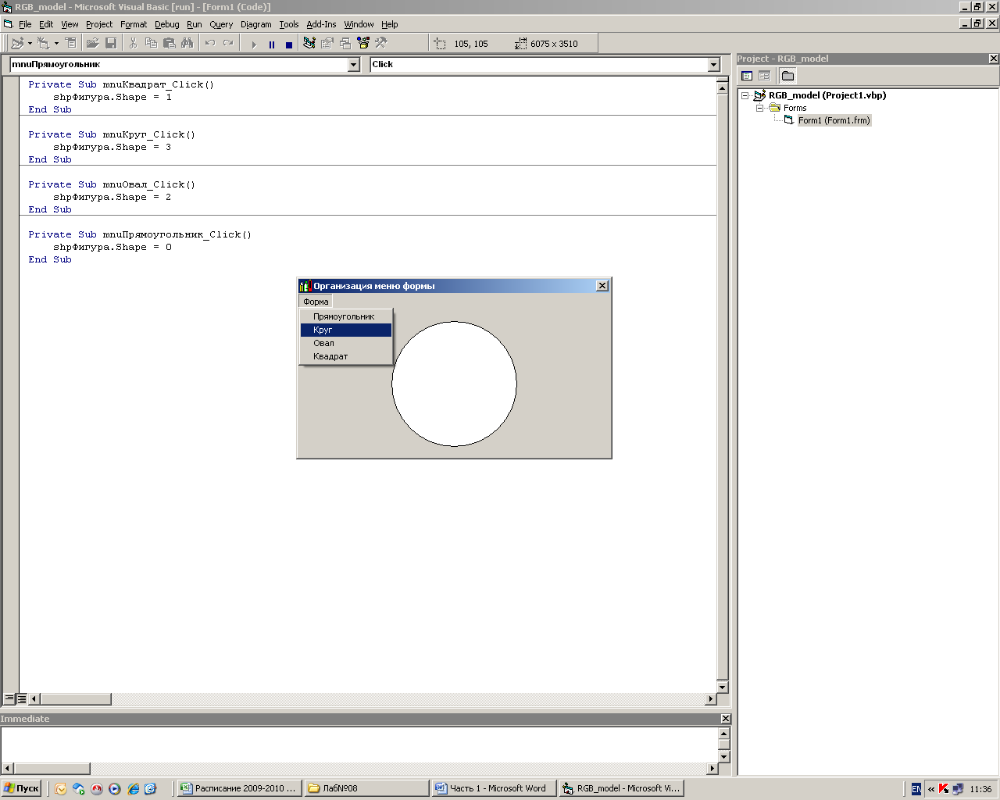 RGB_model - Microsoft Visual Basic [run] - [Form1 (Code)]
File Edit View Project Format Debug Run Query Diagram Tools Add-Ins Window Help
105, 105 6075 x 3510
mnuПрямоугольник Click
Private Sub mnuКвадрат_Click()
shpФигура.Shape = 1
End Sub
Private Sub mnuКруг_Click()
shpФигура.Shape = 3
End Sub
Private Sub mnuОвал_Click()
shpФигура.Shape = 2
End Sub
Private Sub mnuПрямоугольник_Click()
shpФигура.Shape = 0
End Sub
Организация меню формы
Форма
Прямоугольник
Круг
Овал
Квадрат
Project - RGB_model
RGB_model (Project1.vbp)
Forms
Form1 (Form1.frm)
Immediate
Пуск Расписание 2009-2010 ... Лаб№08 Часть 1 - Microsoft Word RGB_model - Microsoft Vi... EN « 11:36